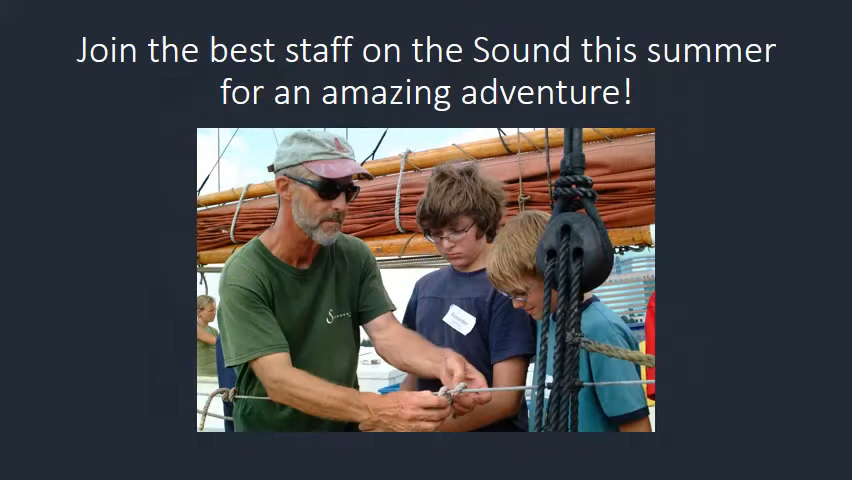 Join the best staff on the Sound this summer
for an amazing adventure!